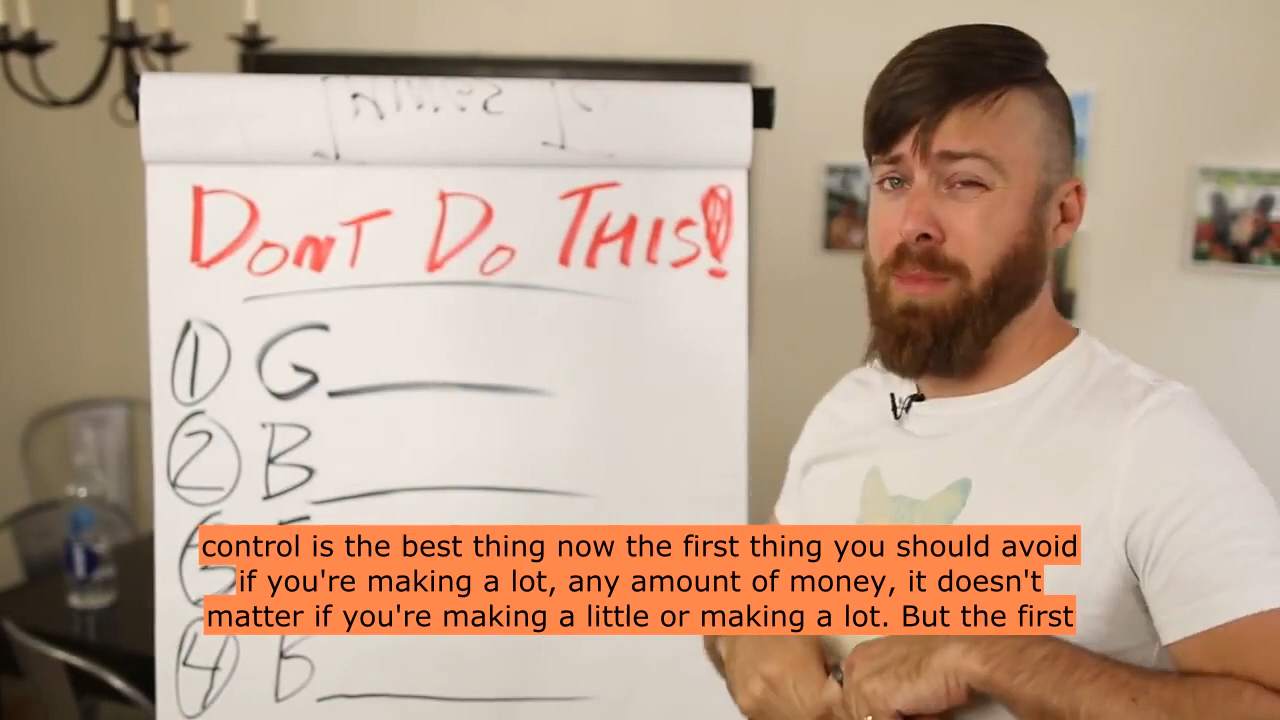 DONT DO THIS!
1 G
2 B
control is the best thing now the first thing you should avoid
if you're making a lot, any amount of money, it doesn't
matter if you're making a little or making a lot. But the first
4 B